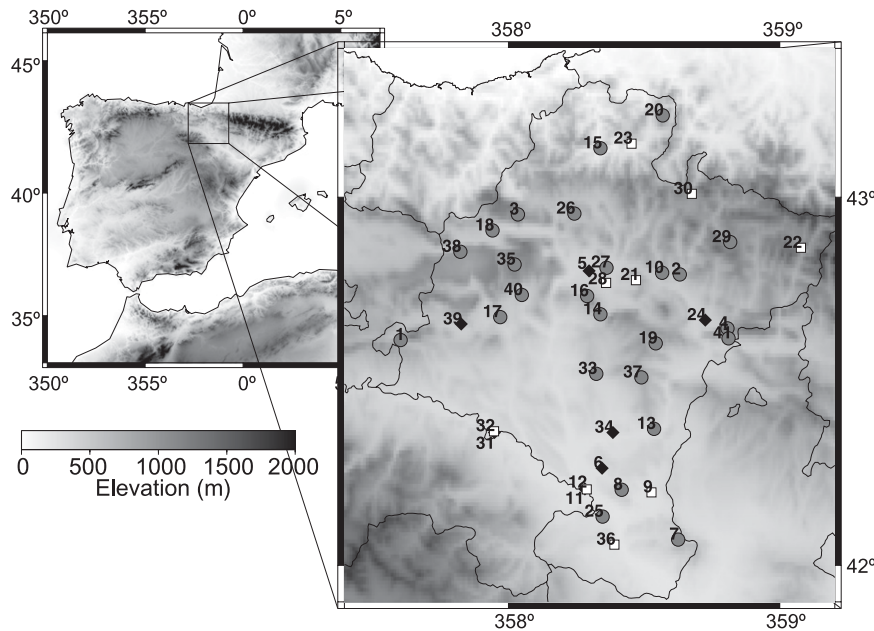 350º 355º 0º 5º
358º 359º
45º
40º
35º
350º 355º 0º 5
0 500 1000 1500 2000
Elevation (m)
43º
42º
358º 359º
20
15 23
30
3 26
18
29 22
38
35 5 27
28 21 10 2
40 16
17 14 24
39 4
1 41
19
33 37
32 34 13
31
6
12 8 9
11
25
36 7